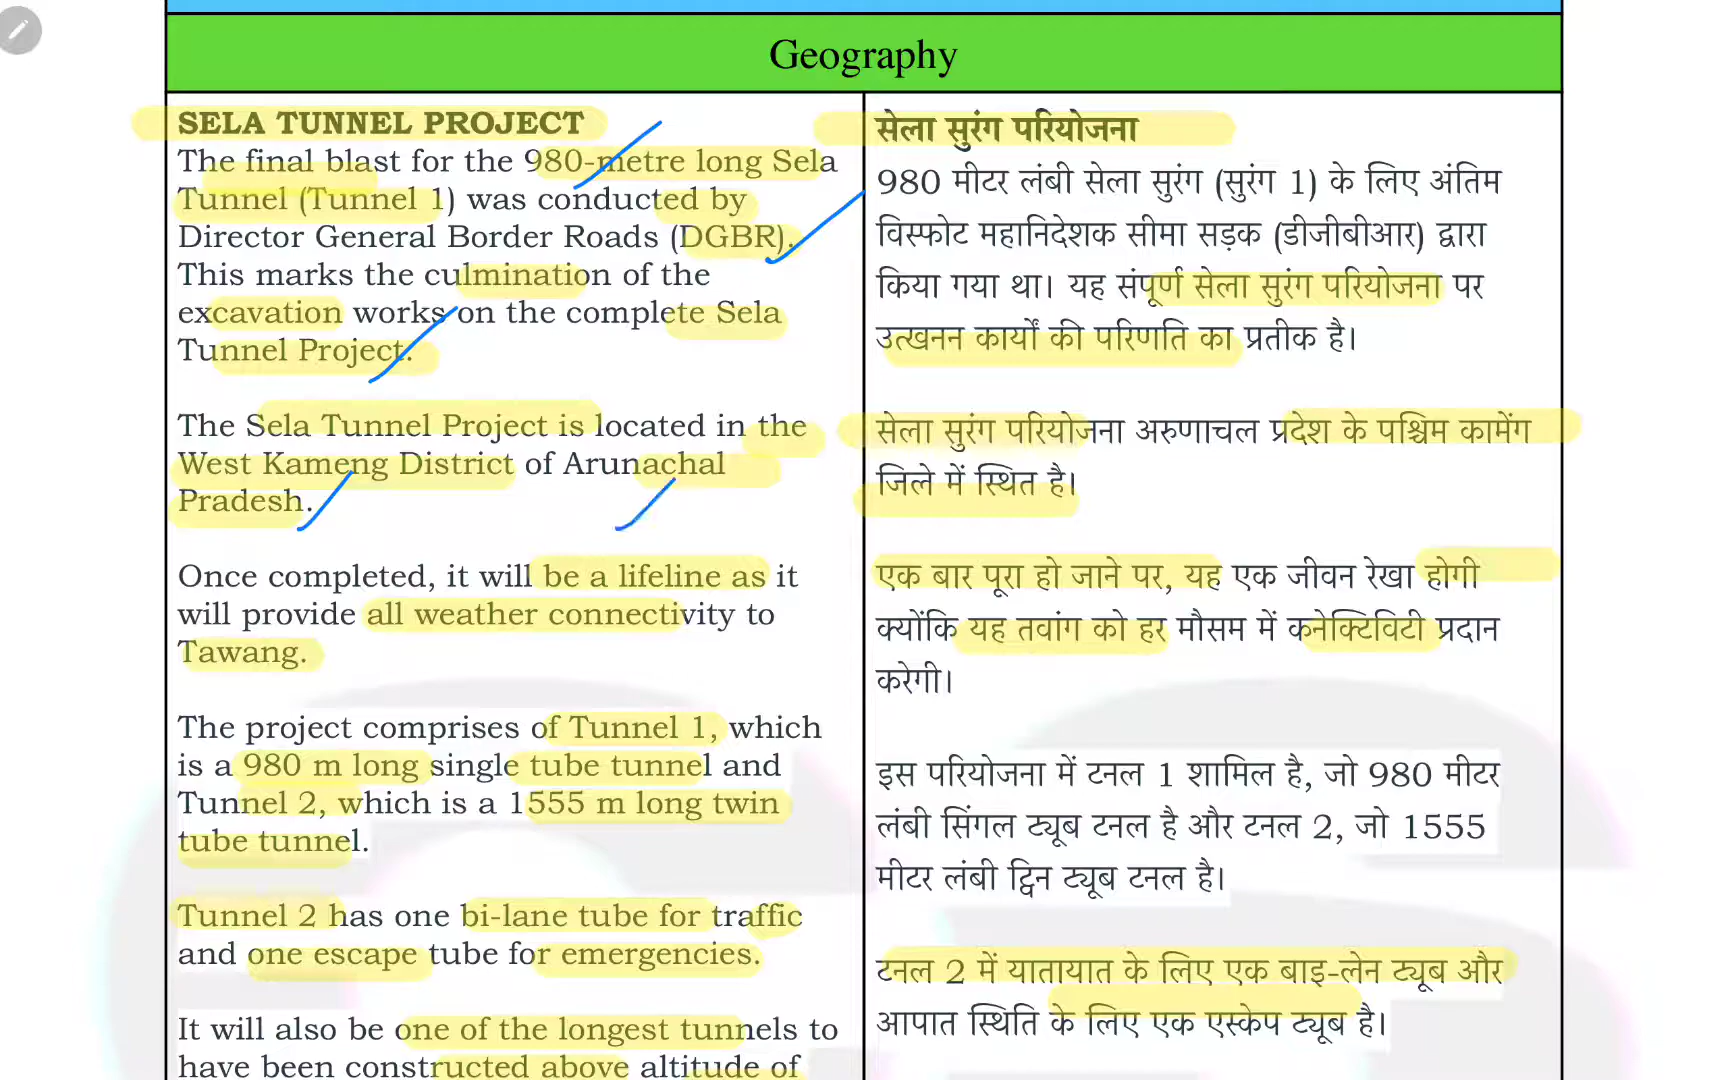 Geography
SELA TUNNEL PROJECT
The final blast for the 980-metre long Sela
Tunnel (Tunnel 1) was conducted by
Director General Border Roads (DGBR).
This marks the culmination of the
excavation works on the complete Sela
Tunnel Project.
The Sela Tunnel Project is located in the
West Kameng District of Arunachal
Pradesh.
Once completed, it will be a lifeline as it
will provide all weather connectivity to
Tawang.
The project comprises of Tunnel 1, which
is a 980 m long single tube tunnel and
Tunnel 2, which is a 1555 m long twin
tube tunnel.
Tunnel 2 has one bi-lane tube for traffic
and one escape tube for emergencies.
It will also be one of the longest tunnels to
have been constructed above altitude of
सेला सुरंग परियोजना
980 मीटर लंबी सेला सुरंग (सुरंग 1) के लिए अंतिम
विस्फोट महानिदेशक सीमा सड़क (डीजीबीआर) द्वारा
किया गया था। यह संपूर्ण सेला सुरंग परियोजना पर
उत्खनन कार्यों की परिणति का प्रतीक है।
सेला सुरंग परियोजना अरुणाचल प्रदेश के पश्चिम कामेंग
जिले में स्थित है।
एक बार पूरा हो जाने पर, यह एक जीवन रेखा होगी
क्योंकि यह तवांग को हर मौसम में कनेक्टिविटी प्रदान
करेगी।
इस परियोजना में टनल 1 शामिल है, जो 980 मीटर
लंबी सिंगल ट्यूब टनल है और टनल 2, जो 1555
मीटर लंबी ट्विन ट्यूब टनल है।
टनल 2 में यातायात के लिए एक बाइ-लेन ट्यूब और
आपात स्थिति के लिए एक एस्केप ट्यूब है।